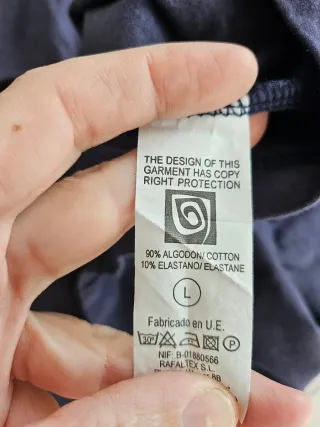 THE DESIGN OF THIS
GARMENT HAS COPY
RIGHT PROTECTION
90% ALGODON/ COTTON
10% ELASTANO/ ELASTANE
L
Fabricado en U.E.
30°
P
NIF: B-01880566
RAFALTEX S.L.